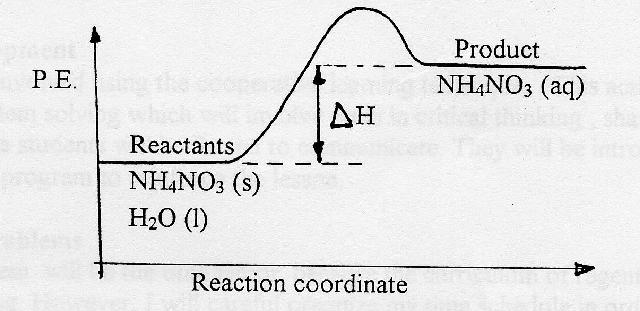 Product
P.E.
NH4NO3 (aq)
ΔH
Reactants
NH4NO3 (s)
H2O (l)
Reaction coordinate